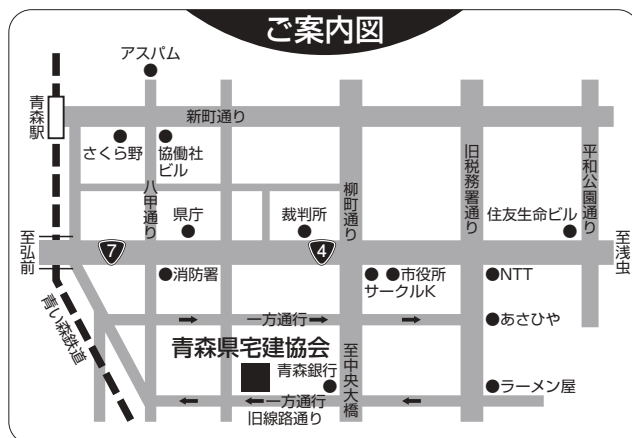 ご案内図
アスパム
青森駅
新町通り
さくら野
協働社
ビル
八甲通り
県庁
裁判所
柳町通り
旧税務署通り
平和公園通り
住友生命ビル
至弘前
7
4
至浅虫
消防署
市役所
サークルK
NTT
青い森鉄道
一方通行
あさひや
青森県宅建協会
青森銀行
至中央大橋
ラーメン屋
一方通行
旧線路通り